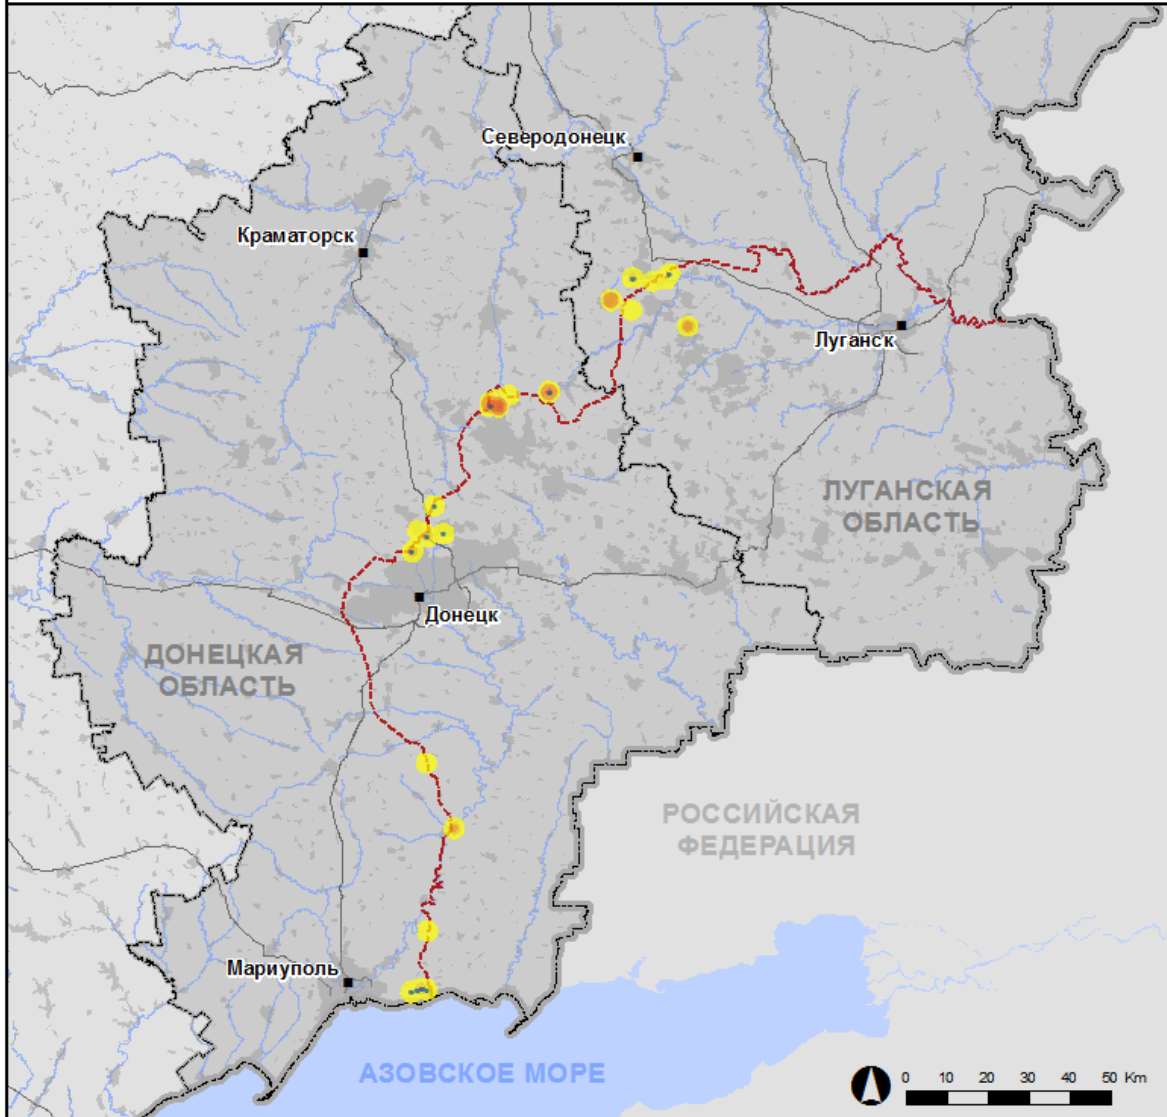 Северодонецк
Краматорск
Луганск
ЛУГАНСКАЯ
ОБЛАСТЬ
Донецк
ДОНЕЦКАЯ
ОБЛАСТЬ
РОССИЙСКАЯ
ФЕДЕРАЦИЯ
Мариуполь
АЗОВСКОЕ МОРЕ
0 10 20 30 40 50 Km